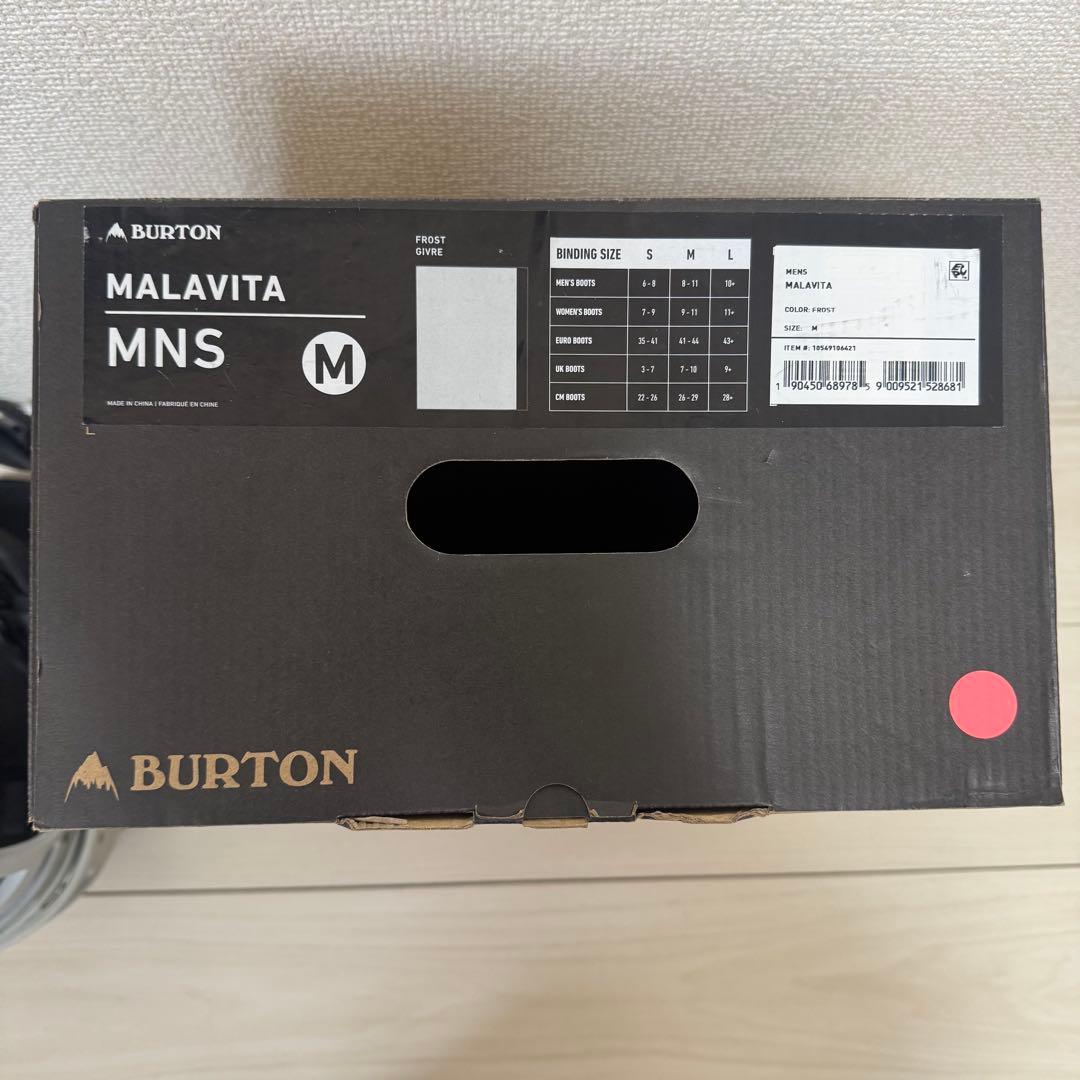 BURTON
MALAVITA
MNS M
MADE IN CHINA | FABRIQUÉ EN CHINE
FROST
GIVRE
BINDING SIZE S M L
MEN'S BOOTS 6 - 8 8 - 11 10+
WOMEN'S BOOTS 7 - 9 9 - 11 11+
EURO BOOTS 35 - 41 41 - 44 43+
UK BOOTS 3 - 7 7 - 10 9+
CM BOOTS 22 - 26 26 - 29 28+
MENS
MALAVITA
COLOR: FROST
SIZE: M
ITEM #: 10549106421
1 90450 68978 5 9 009521 528681
BURTON